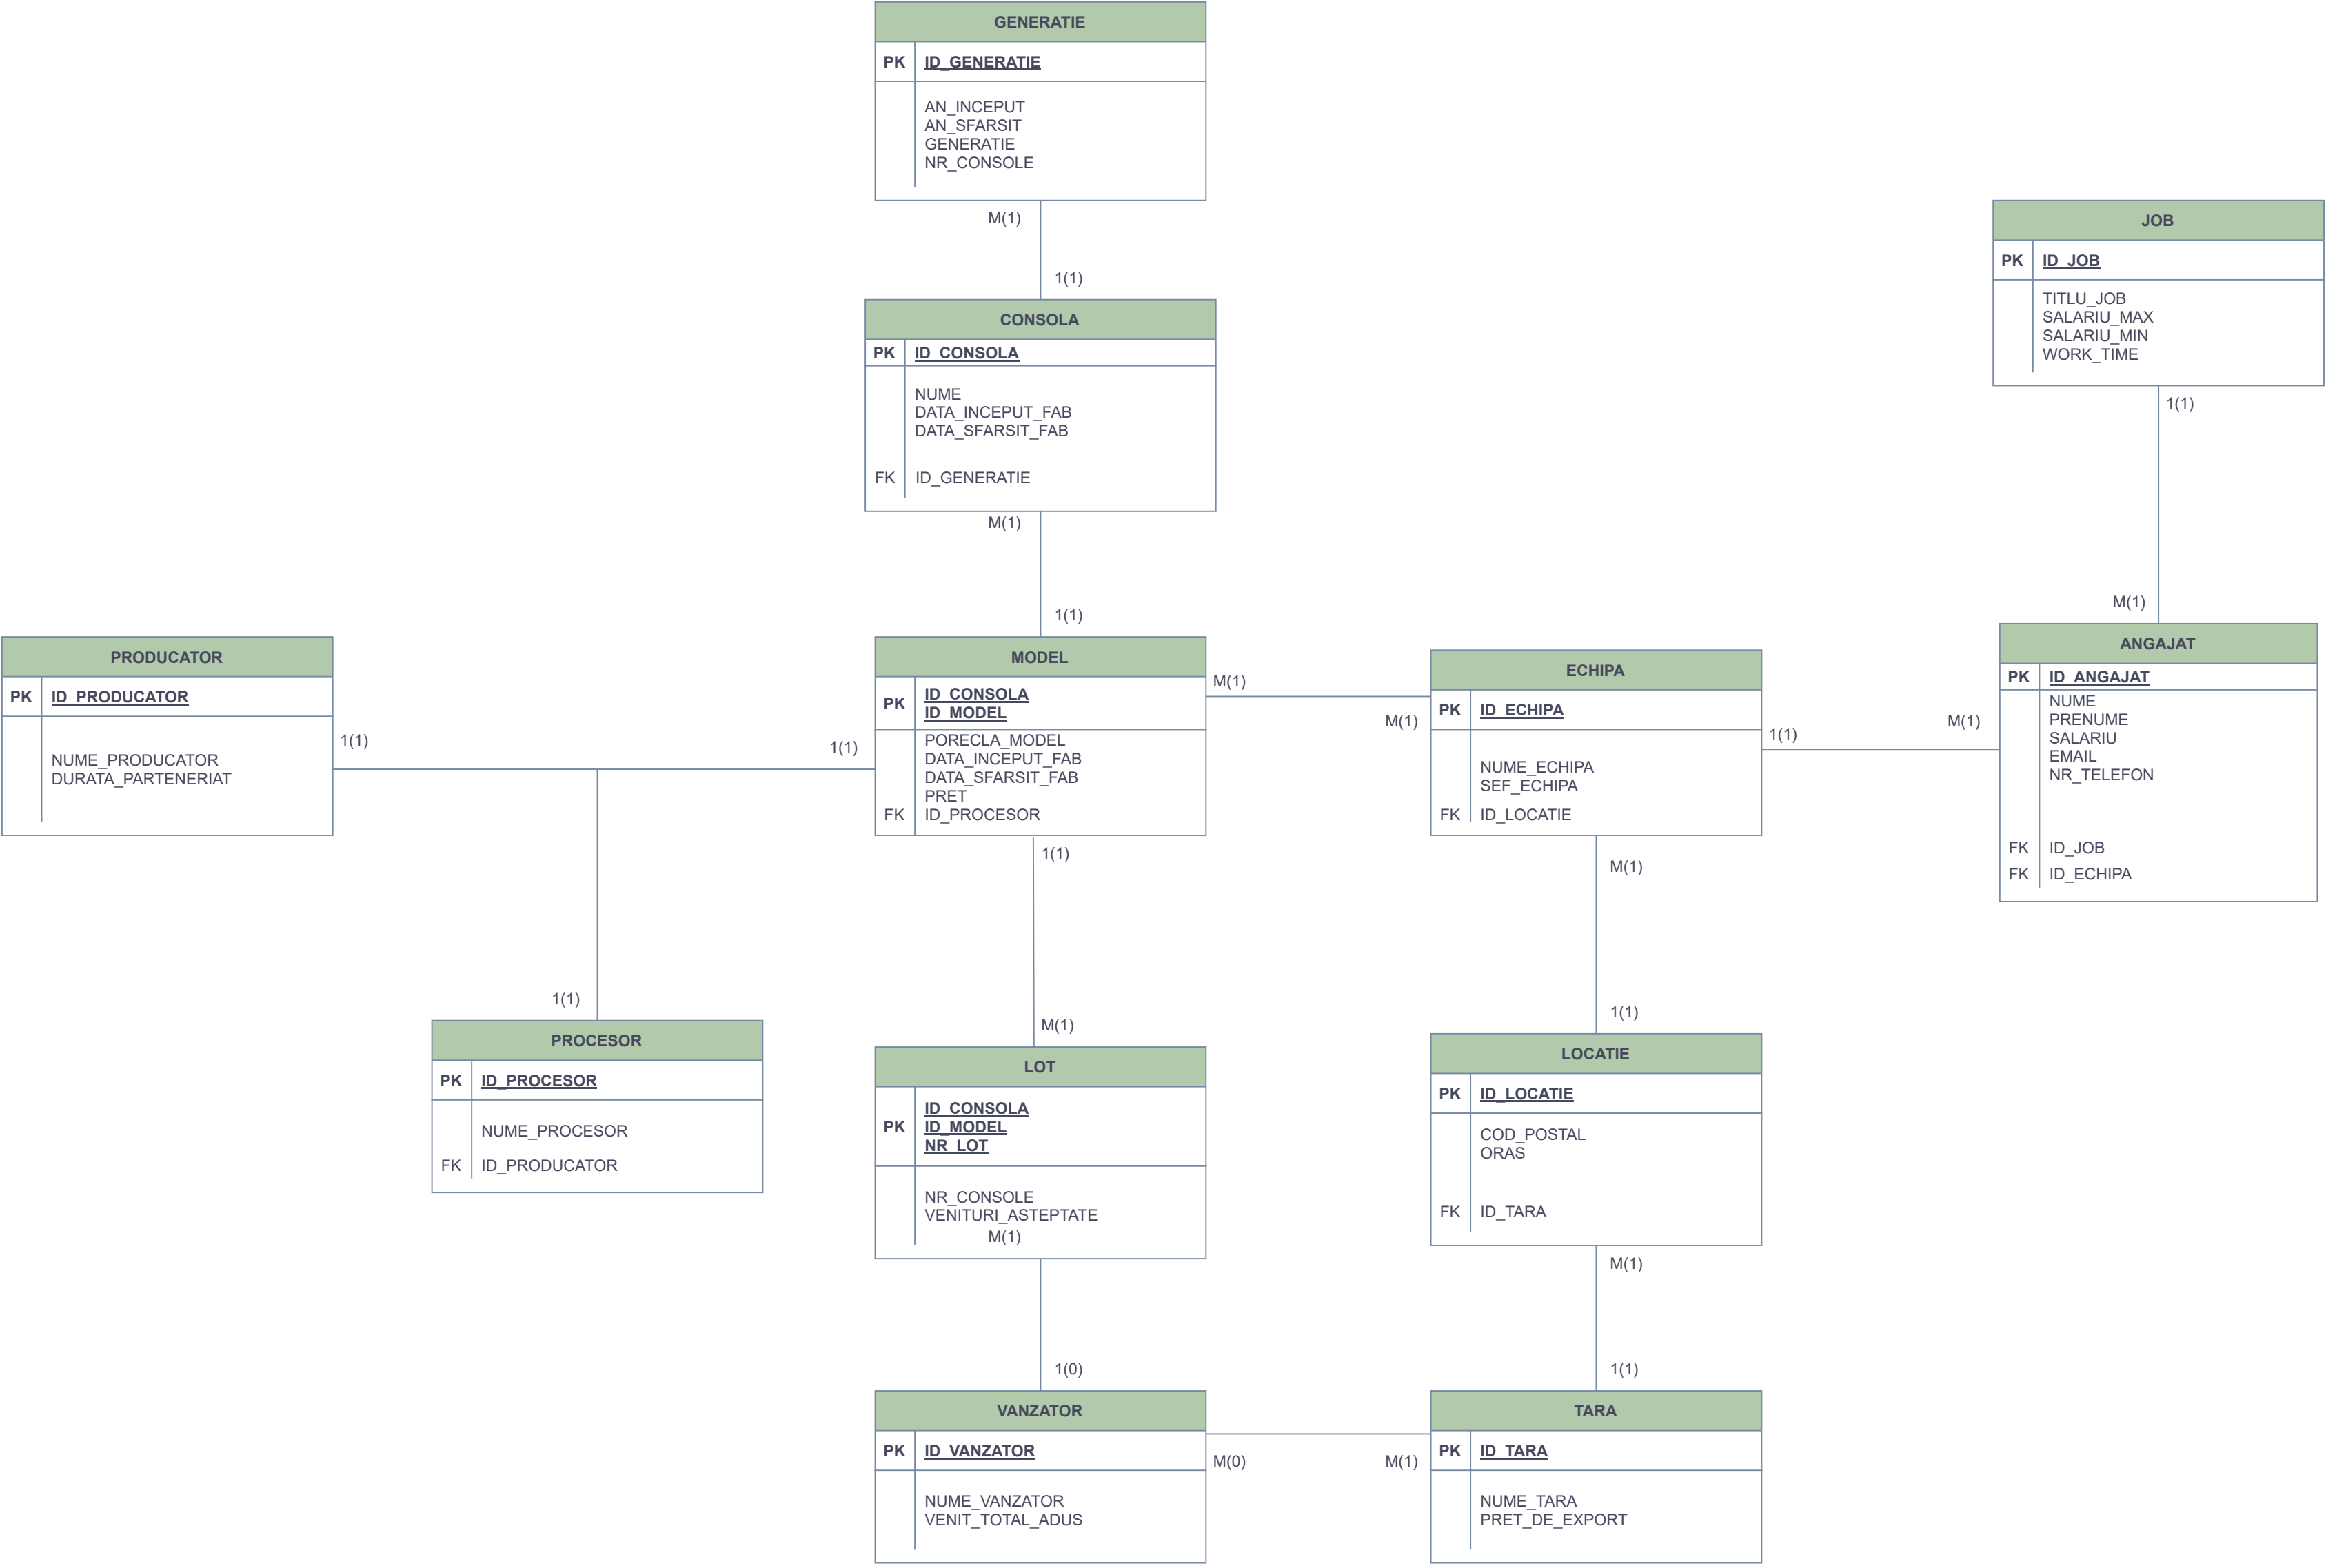 GENERATIE
PK ID_GENERATIE
AN_INCEPUT
AN_SFARSIT
GENERATIE
NR_CONSOLE
M(1)
1(1)
CONSOLA
PK ID_CONSOLA
NUME
DATA_INCEPUT_FAB
DATA_SFARSIT_FAB
FK ID_GENERATIE
M(1)
1(1)
JOB
PK ID_JOB
TITLU_JOB
SALARIU_MAX
SALARIU_MIN
WORK_TIME
1(1)
M(1)
PRODUCATOR
PK ID_PRODUCATOR
NUME_PRODUCATOR
DURATA_PARTENERIAT
1(1)
1(1)
MODEL
PK ID_CONSOLA
ID_MODEL
PORECLA_MODEL
DATA_INCEPUT_FAB
DATA_SFARSIT_FAB
PRET
FK ID_PROCESOR
M(1)
M(1)
ECHIPA
PK ID_ECHIPA
NUME_ECHIPA
SEF_ECHIPA
FK ID_LOCATIE
1(1)
M(1)
ANGAJAT
PK ID_ANGAJAT
NUME
PRENUME
SALARIU
EMAIL
NR_TELEFON
FK ID_JOB
FK ID_ECHIPA
1(1)
M(1)
M(1)
1(1)
1(1)
PROCESOR
PK ID_PROCESOR
NUME_PROCESOR
FK ID_PRODUCATOR
LOT
PK ID_CONSOLA
ID_MODEL
NR_LOT
NR_CONSOLE
VENITURI_ASTEPTATE
M(1)
1(0)
LOCATIE
PK ID_LOCATIE
COD_POSTAL
ORAS
FK ID_TARA
M(1)
1(1)
VANZATOR
PK ID_VANZATOR
NUME_VANZATOR
VENIT_TOTAL_ADUS
M(0)
M(1)
TARA
PK ID_TARA
NUME_TARA
PRET_DE_EXPORT